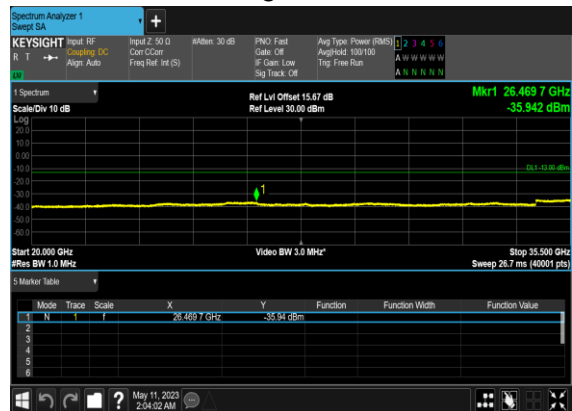 Spectrum Analyzer 1
Swept SA
+
KEYSIGHT Input: RF Input Z: 50 Ω #Atten: 30 dB PNO: Fast Avg Type: Power (RMS) 1 2 3 4 5 6
R T Coupling: DC Corr CCorr Gate: Off Avg|Hold: 100/100 A W W W W W
Align: Auto Freq Ref: Int (S) IF Gain: Low Trig: Free Run
Sig Track: Off A N N N N N
1 Spectrum Ref Lvl Offset 15.67 dB Mkr1 26.469 7 GHz
Scale/Div 10 dB Ref Level 30.00 dBm -35.942 dBm
Log
20.0
10.0
0.00
-10.0 DL1 -13.00 dBm
-20.0
-30.0 1
-40.0
-50.0
-60.0
Start 20.000 GHz Video BW 3.0 MHz* Stop 35.500 GHz
#Res BW 1.0 MHz Sweep 26.7 ms (40001 pts)
5 Marker Table
Mode Trace Scale X Y Function Function Width Function Value
1 N 1 f 26.469 7 GHz -35.94 dBm
2
3
4
5
6
? May 11, 2023
2:04:02 AM